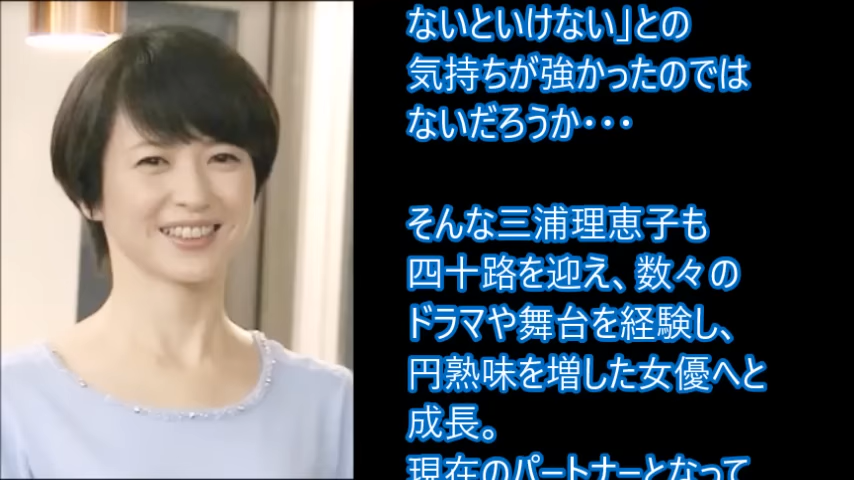 ないといけない」との
気持ちが強かったのでは
ないだろうか・・・
そんな三浦理恵子も
四十路を迎え、数々の
ドラマや舞台を経験し、
円熟味を増した女優へと
成長。
現在のパートナーとなって